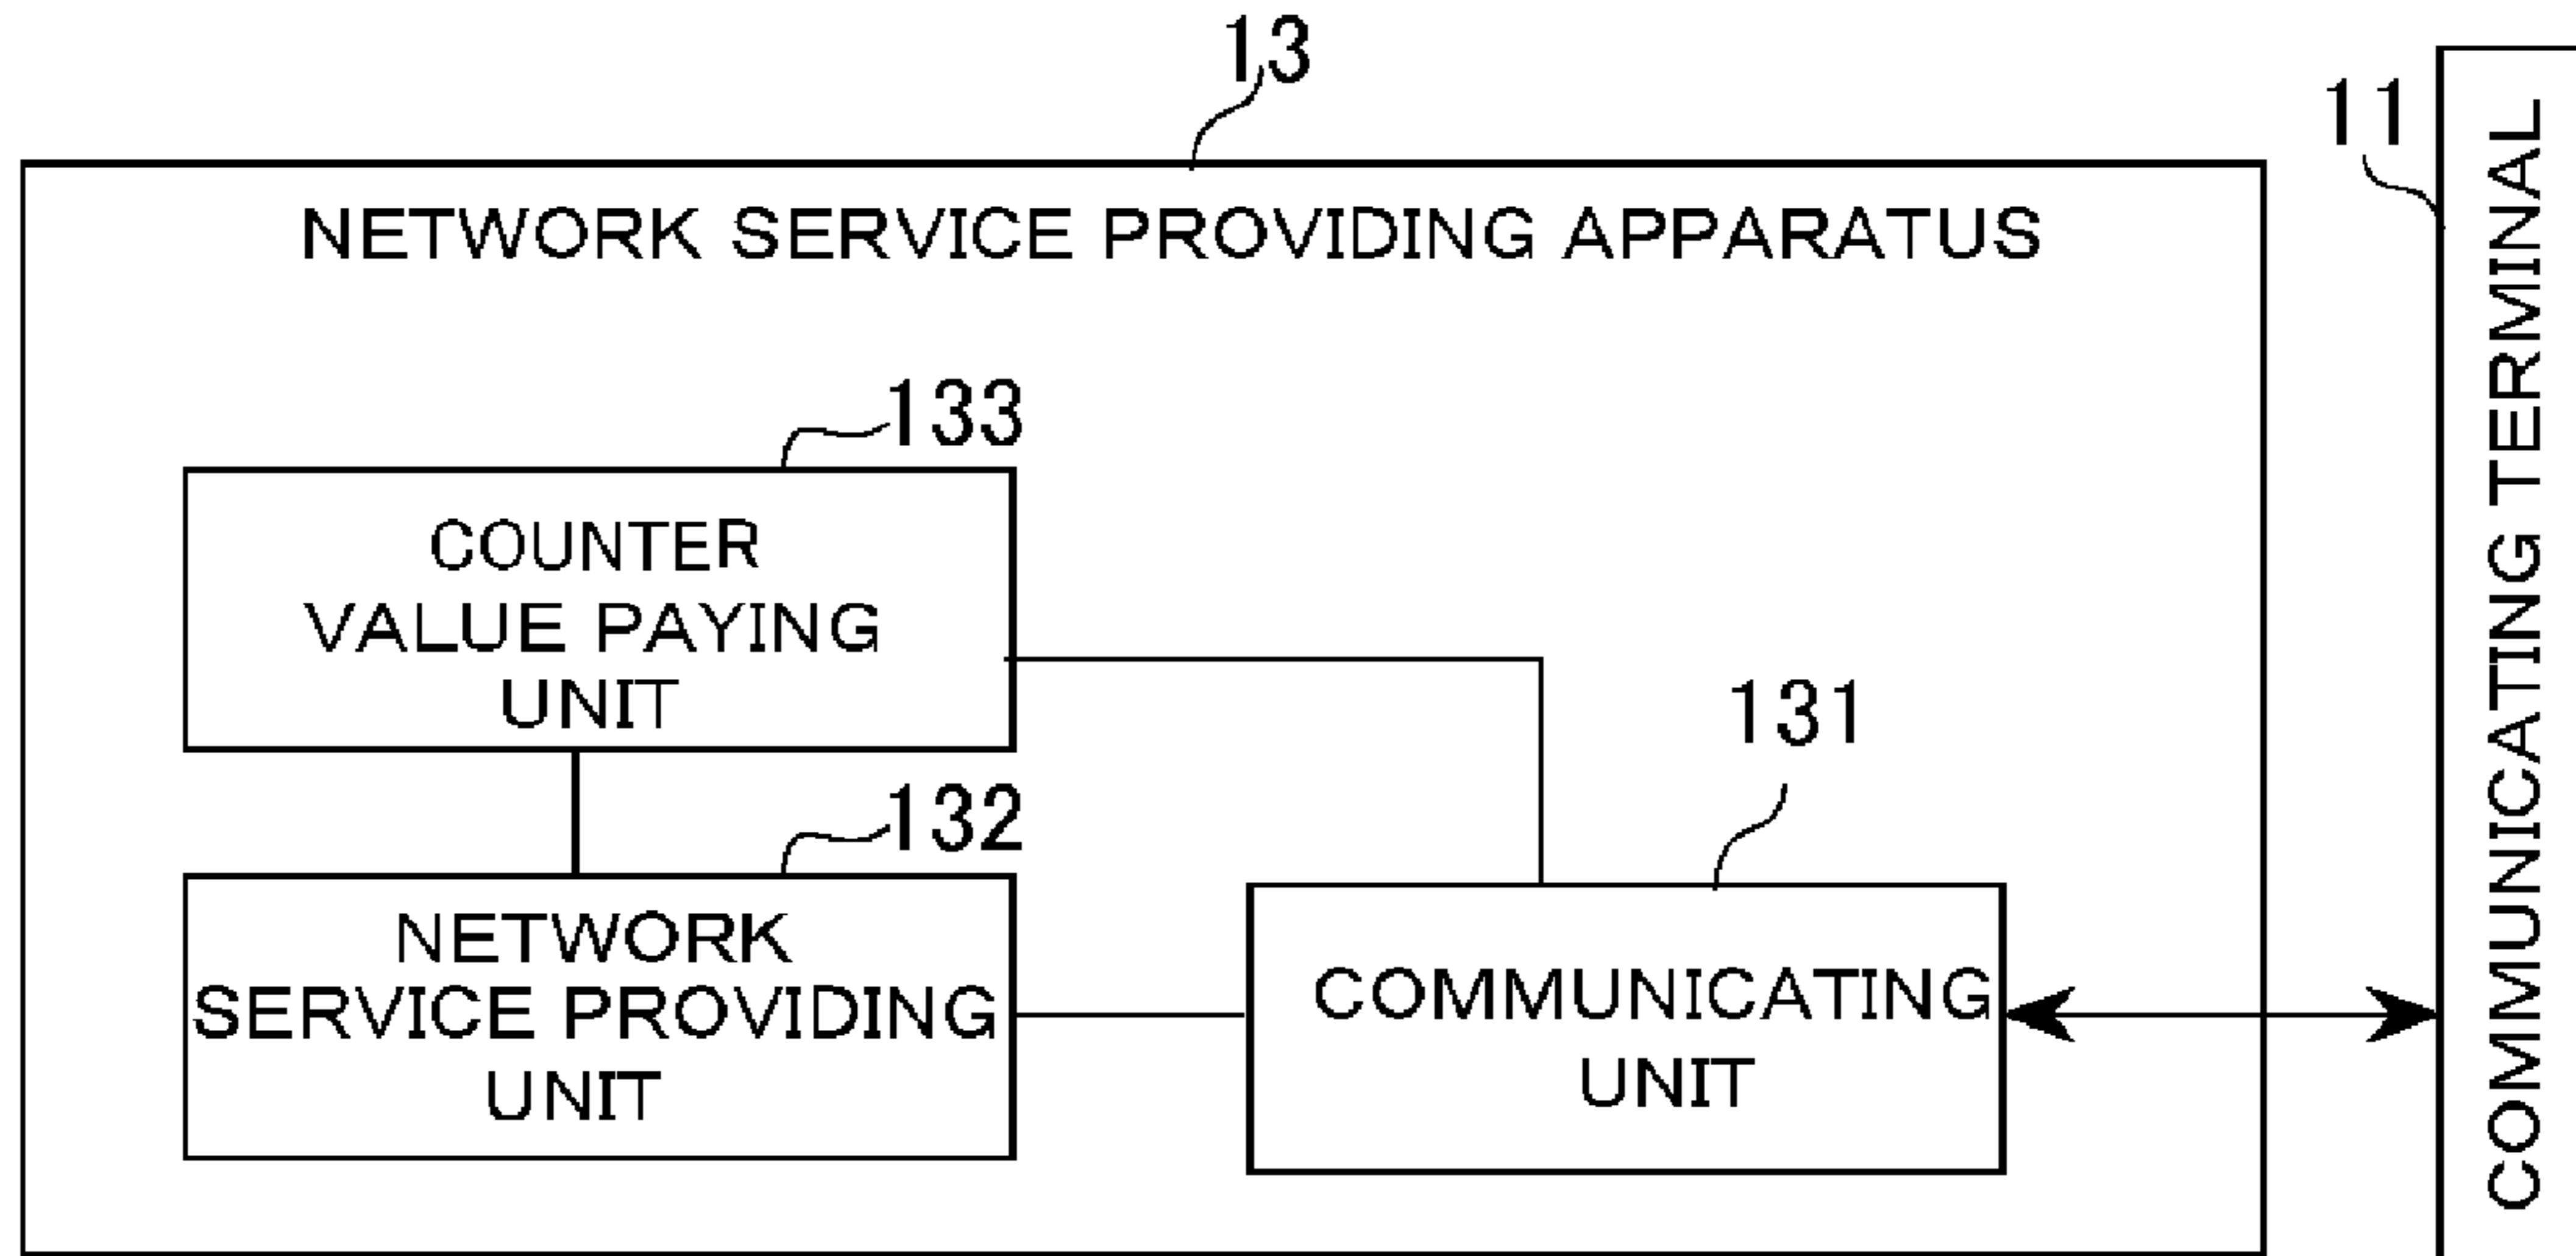 13
11
NETWORK SERVICE PROVIDING APPARATUS
133
COUNTER
VALUE PAYING
UNIT
132
NETWORK
SERVICE PROVIDING
UNIT
131
COMMUNICATING
UNIT
COMMUNICATING TERMINAL